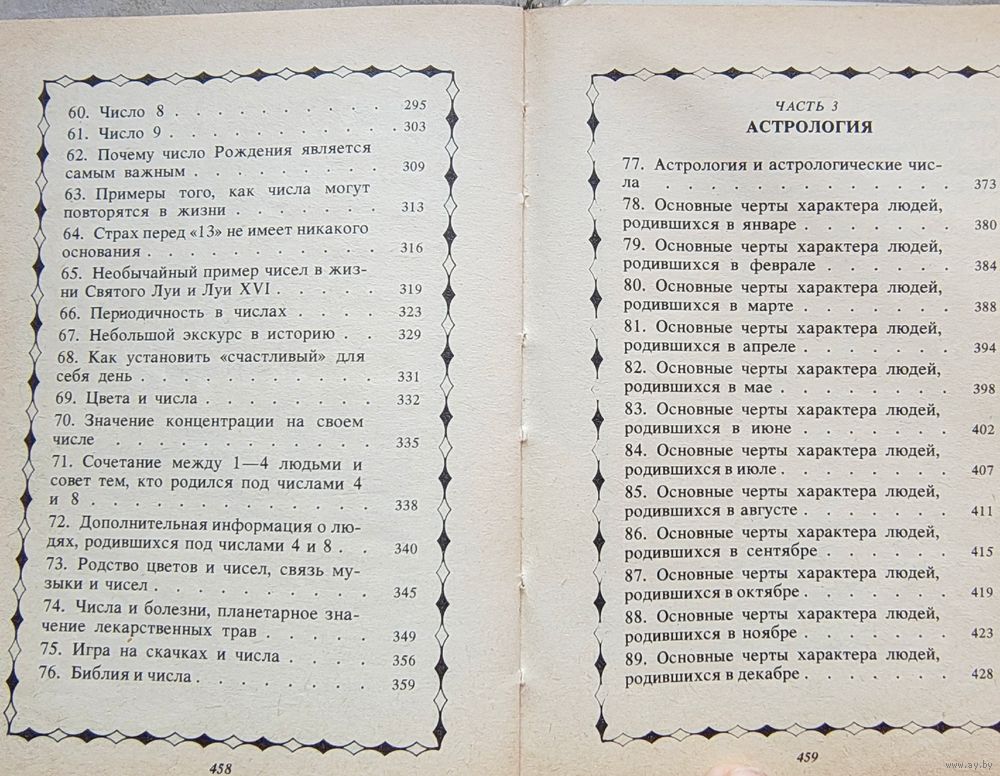 60. Число 8 . . . . . . . . . 295
61. Число 9 . . . . . . . . . . 303
62. Почему число Рождения является
самым важным . . . . . . . . 309
63. Примеры того, как числа могут
повторятся в жизни . . . . . . . 313
64. Страх перед «13» не имеет никакого
основания . . . . . . . . . . 316
65. Необычайный пример чисел в жиз-
ни Святого Луи и Луи XVI . . . . . 319
66. Периодичность в числах . . . . 323
67. Небольшой экскурс в историю . . 329
68. Как установить «счастливый» для
себя день . . . . . . . . . . 331
69. Цвета и числа . . . . . . . . 332
70. Значение концентрации на своем
числе . . . . . . . . . . . 335
71. Сочетание между 1—4 людьми и
совет тем, кто родился под числами 4
и 8 . . . . . . . . . . . . 338
72. Дополнительная информация о лю-
дях, родившихся под числами 4 и 8 . . 340
73. Родство цветов и чисел, связь му-
зыки и чисел . . . . . . . . . 345
74. Числа и болезни, планетарное зна-
чение лекарственных трав . . . . . 349
75. Игра на скачках и числа . . . . 356
76. Библия и числа . . . . . . . . 359
458
ЧАСТЬ 3
АСТРОЛОГИЯ
77. Астрология и астрологические чис-
ла . . . . . . . . . . . . . 373
78. Основные черты характера людей,
родившихся в январе . . . . . . . 380
79. Основные черты характера людей,
родившихся в феврале . . . . . . 384
80. Основные черты характера людей,
родившихся в марте . . . . . . . 388
81. Основные черты характера людей,
родившихся в апреле . . . . . . . 394
82. Основные черты характера людей,
родившихся в мае . . . . . . . . 398
83. Основные черты характера людей,
родившихся в июне . . . . . . . 402
84. Основные черты характера людей,
родившихся в июле . . . . . . . . 407
85. Основные черты характера людей,
родившихся в августе . . . . . . . 411
86. Основные черты характера людей,
родившихся в сентябре . . . . . . 415
87. Основные черты характера людей,
родившихся в октябре . . . . . . . 419
88. Основные черты характера людей,
родившихся в ноябре . . . . . . . 423
89. Основные черты характера людей,
родившихся в декабре . . . . . . . 428
459
www.ay.by